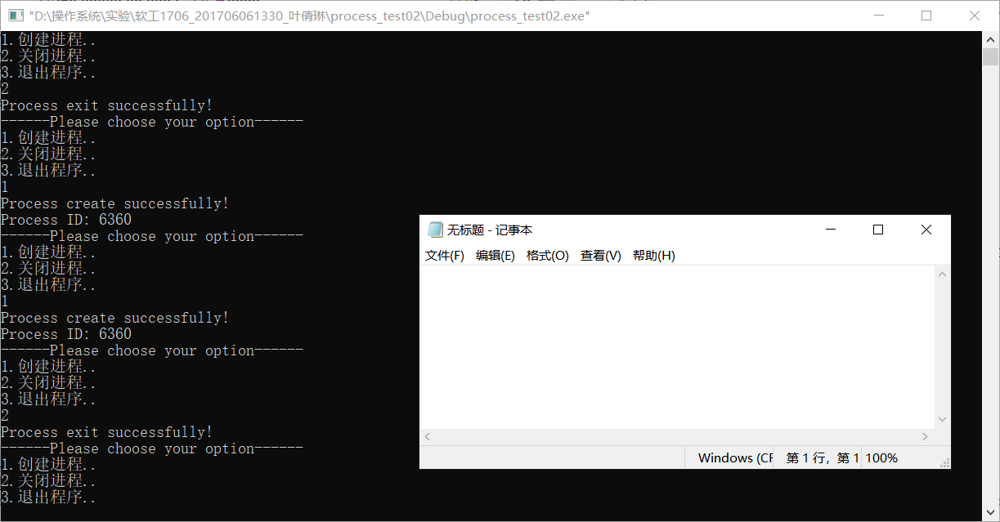 "D:\操作系统\实验\软工1706_201706061330_叶倩琳\process_test02\Debug\process_test02.exe"
1.创建进程..
2.关闭进程..
3.退出程序..
2
Process exit successfully!
------Please choose your option------
1.创建进程..
2.关闭进程..
3.退出程序..
1
Process create successfully!
Process ID: 6360
------Please choose your option------
1.创建进程..
2.关闭进程..
3.退出程序..
1
Process create successfully!
Process ID: 6360
------Please choose your option------
1.创建进程..
2.关闭进程..
3.退出程序..
2
Process exit successfully!
------Please choose your option------
1.创建进程..
2.关闭进程..
3.退出程序..
无标题 - 记事本
文件(F) 编辑(E) 格式(O) 查看(V) 帮助(H)
Windows (CF 第 1 行，第 1 100%